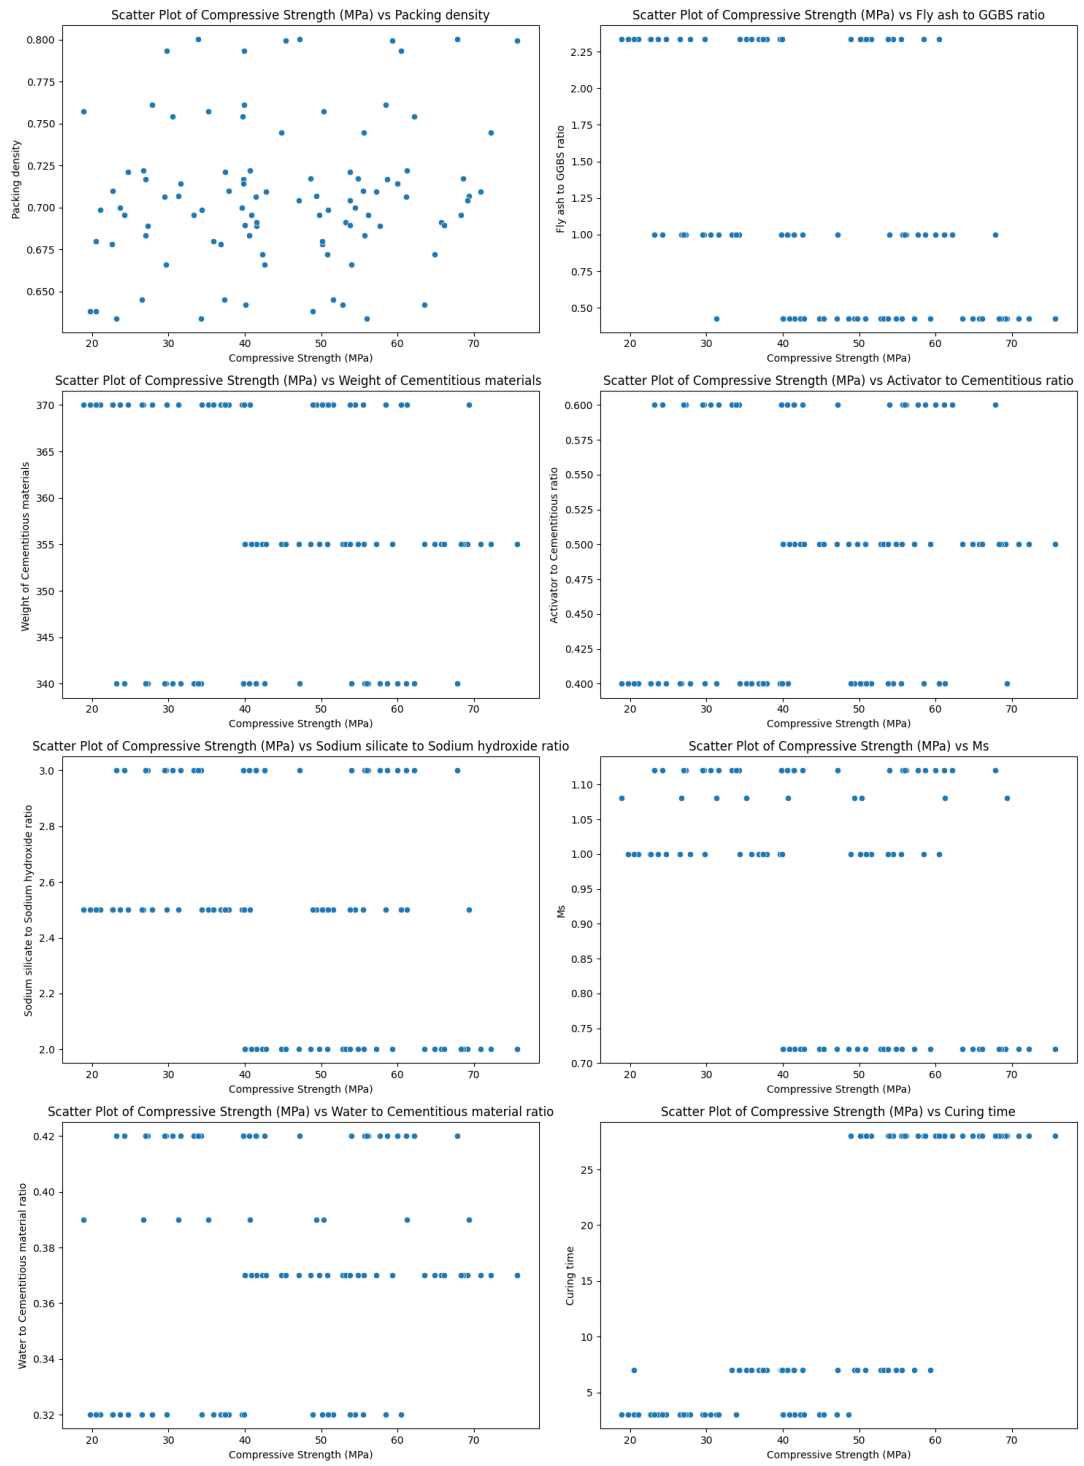 Scatter Plot of Compressive Strength (MPa) vs Packing density
0.800
0.775
0.750
0.725
0.700
0.675
0.650
Packing density
20 30 40 50 60 70
Compressive Strength (MPa)
Scatter Plot of Compressive Strength (MPa) vs Fly ash to GGBS ratio
2.25
2.00
1.75
1.50
1.25
1.00
0.75
0.50
Fly ash to GGBS ratio
20 30 40 50 60 70
Compressive Strength (MPa)
Scatter Plot of Compressive Strength (MPa) vs Weight of Cementitious materials
370
365
360
355
350
345
340
Weight of Cementitious materials
20 30 40 50 60 70
Compressive Strength (MPa)
Scatter Plot of Compressive Strength (MPa) vs Activator to Cementitious ratio
0.600
0.575
0.550
0.525
0.500
0.475
0.450
0.425
0.400
Activator to Cementitious ratio
20 30 40 50 60 70
Compressive Strength (MPa)
Scatter Plot of Compressive Strength (MPa) vs Sodium silicate to Sodium hydroxide ratio
3.0
2.8
2.6
2.4
2.2
2.0
Sodium silicate to Sodium hydroxide ratio
20 30 40 50 60 70
Compressive Strength (MPa)
Scatter Plot of Compressive Strength (MPa) vs Ms
1.10
1.05
1.00
0.95
0.90
0.85
0.80
0.75
0.70
Ms
20 30 40 50 60 70
Compressive Strength (MPa)
Scatter Plot of Compressive Strength (MPa) vs Water to Cementitious material ratio
0.42
0.40
0.38
0.36
0.34
0.32
Water to Cementitious material ratio
20 30 40 50 60 70
Compressive Strength (MPa)
Scatter Plot of Compressive Strength (MPa) vs Curing time
25
20
15
10
5
Curing time
20 30 40 50 60 70
Compressive Strength (MPa)